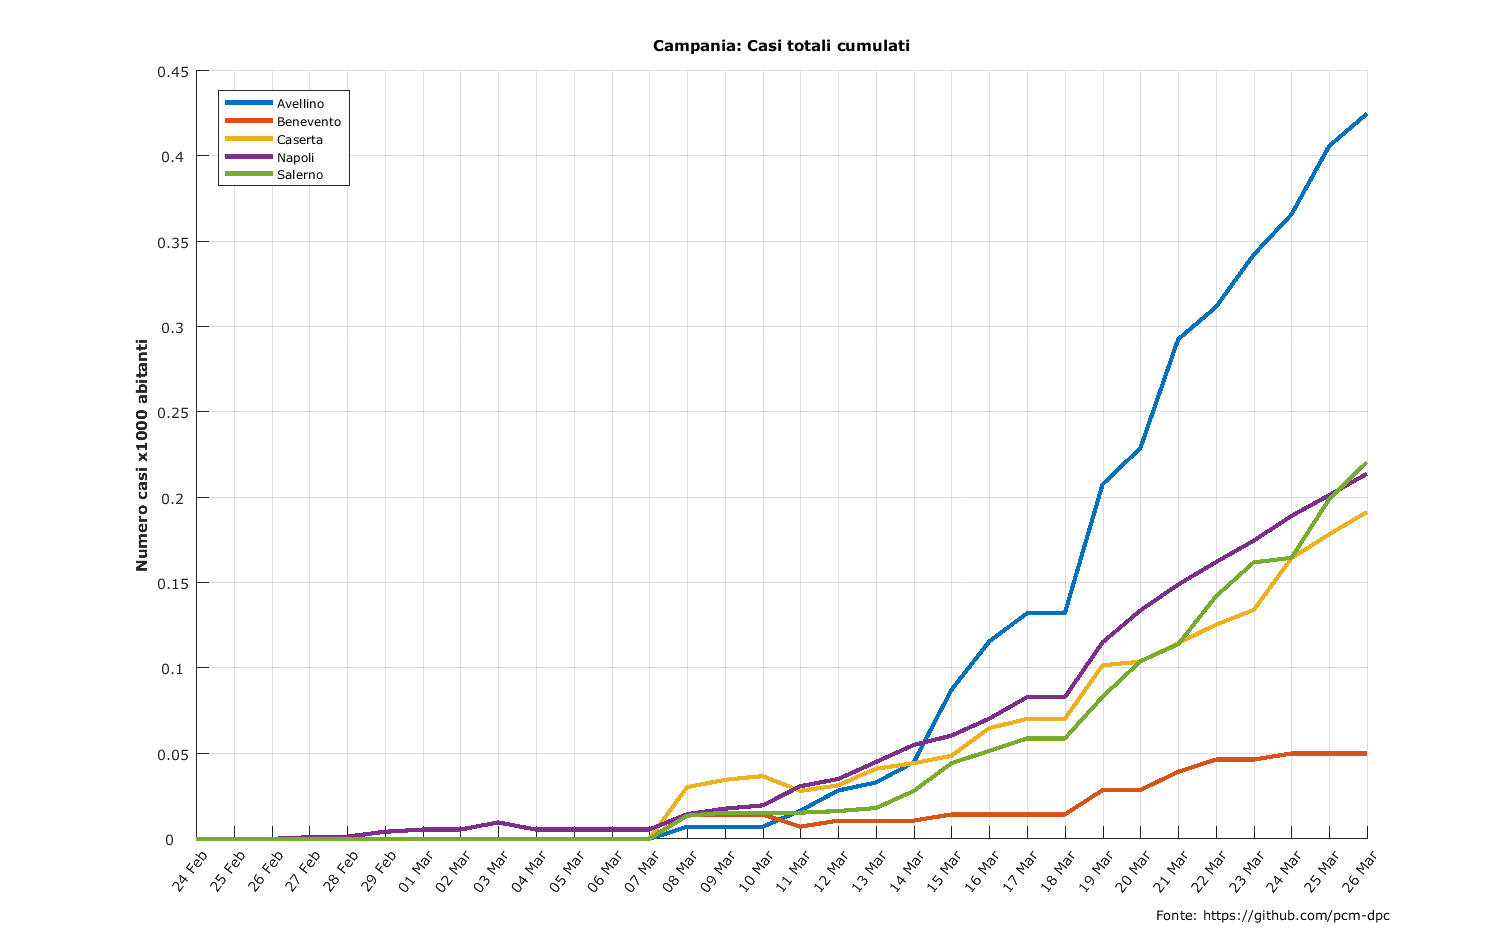 Campania: Casi totali cumulati
Numero casi x1000 abitanti
0.45
0.4
0.35
0.3
0.25
0.2
0.15
0.1
0.05
0
Avellino
Benevento
Caserta
Napoli
Salerno
24 Feb
25 Feb
26 Feb
27 Feb
28 Feb
29 Feb
01 Mar
02 Mar
03 Mar
04 Mar
05 Mar
06 Mar
07 Mar
08 Mar
09 Mar
10 Mar
11 Mar
12 Mar
13 Mar
14 Mar
15 Mar
16 Mar
17 Mar
18 Mar
19 Mar
20 Mar
21 Mar
22 Mar
23 Mar
24 Mar
25 Mar
26 Mar
Fonte: https://github.com/pcm-dpc